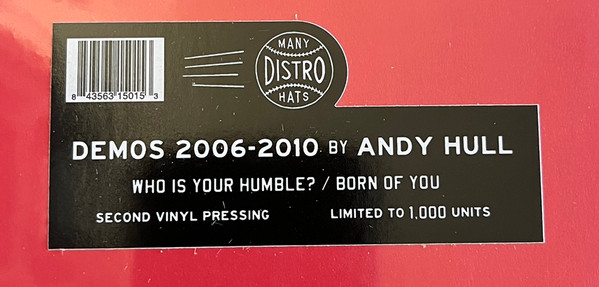 MANY
DISTRO
HATS
8 43563 15015 3
DEMOS 2006-2010 BY ANDY HULL
WHO IS YOUR HUMBLE? / BORN OF YOU
SECOND VINYL PRESSING LIMITED TO 1,000 UNITS